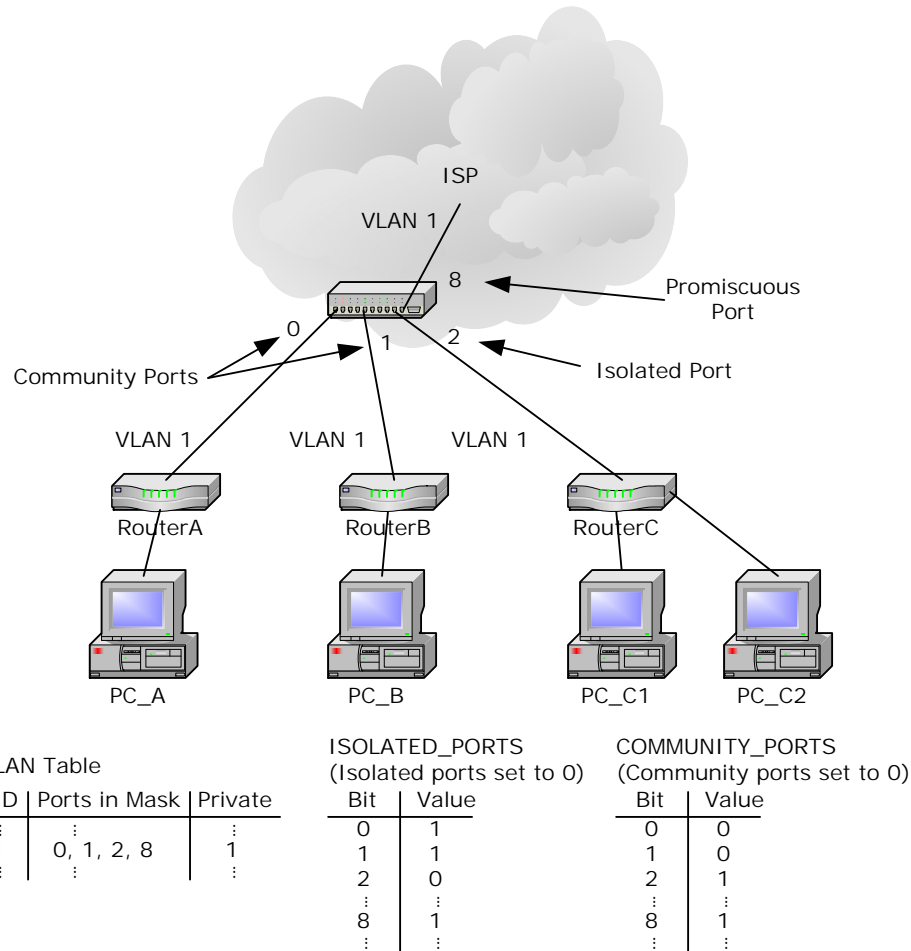 ISP
VLAN 1
8
Promiscuous
Port
0
1
2
Community Ports
Isolated Port
VLAN 1
VLAN 1
VLAN 1
RouterA
RouterB
RouterC
PC_A
PC_B
PC_C1
PC_C2
LAN Table
D Ports in Mask Private
0, 1, 2, 8 1
ISOLATED_PORTS
(Isolated ports set to 0)
Bit Value
0 1
1 1
2 0
8 1
COMMUNITY_PORTS
(Community ports set to 0)
Bit Value
0 0
1 0
2 1
8 1